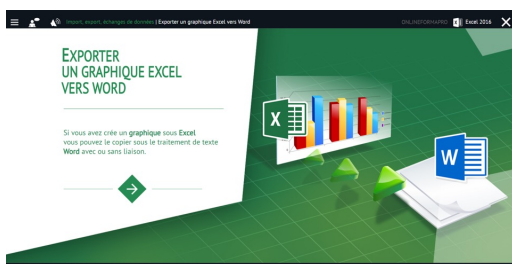 Import, export, échanges de données | Exporter un graphique Excel vers Word
ONLINEFORMAPRO
Excel 2016
EXPORTER
UN GRAPHIQUE EXCEL
VERS WORD
Si vous avez crée un graphique sous Excel
vous pouvez le copier sous le traitement de texte
Word avec ou sans liaison.
X
W